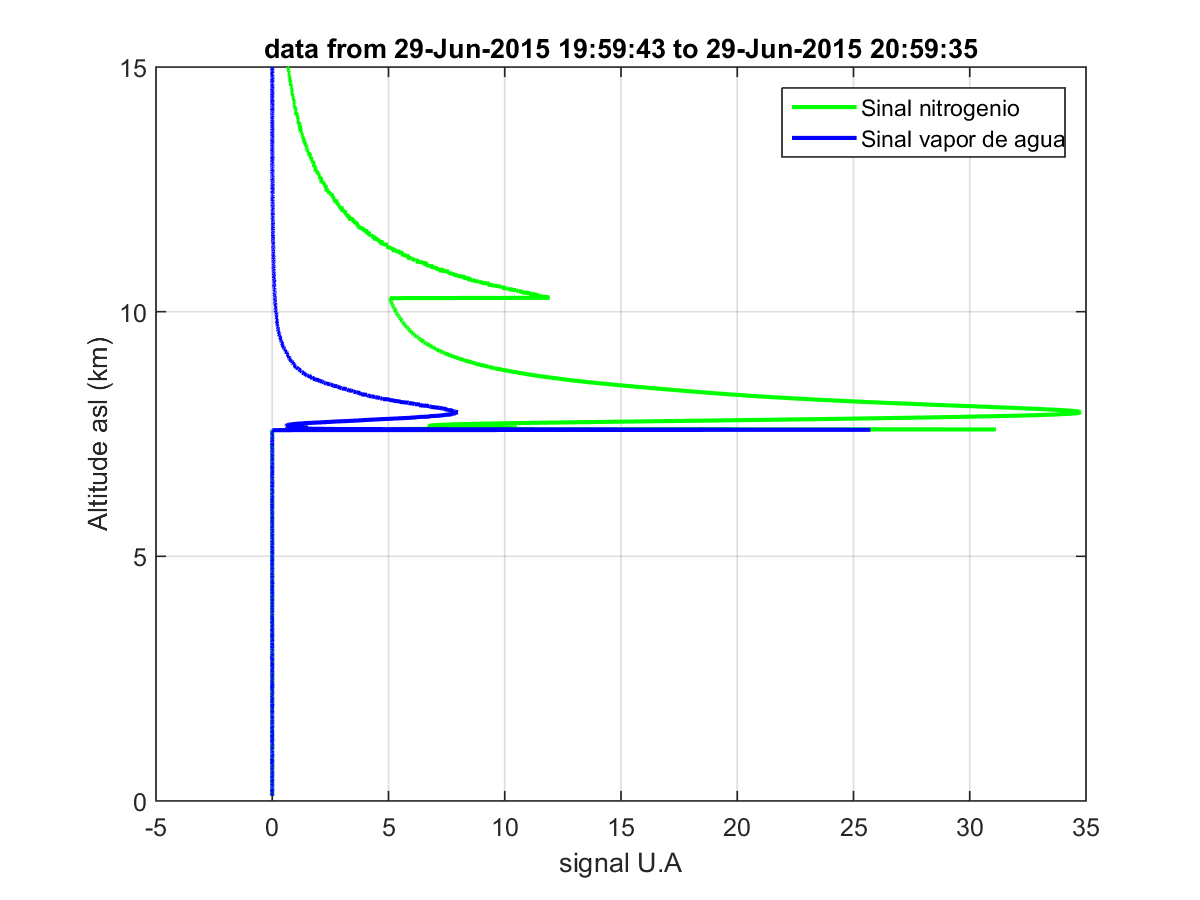 data from 29-Jun-2015 19:59:43 to 29-Jun-2015 20:59:35
Sinal nitrogenio
Sinal vapor de agua
Altitude asl (km)
15
10
5
0
-5 0 5 10 15 20 25 30 35
signal U.A